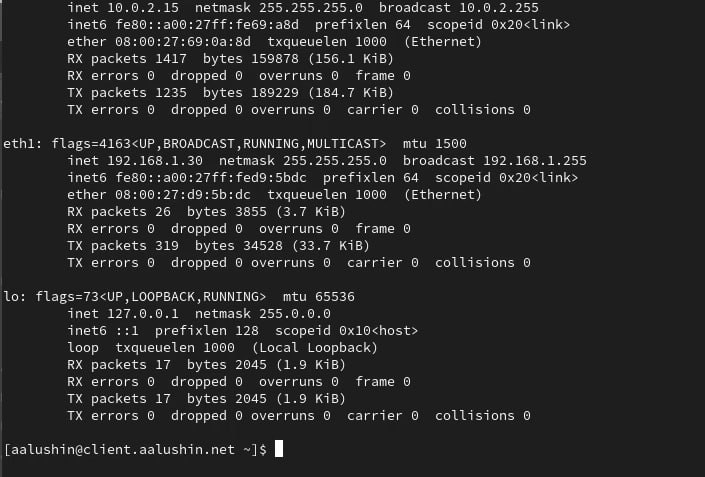 inet 10.0.2.15  netmask 255.255.255.0  broadcast 10.0.2.255
inet6 fe80::a00:27ff:fe69:a8d  prefixlen 64  scopeid 0x20<link>
ether 08:00:27:69:0a:8d  txqueuelen 1000  (Ethernet)
RX packets 1417  bytes 159878 (156.1 KiB)
RX errors 0  dropped 0  overruns 0  frame 0
TX packets 1235  bytes 189229 (184.7 KiB)
TX errors 0  dropped 0 overruns 0  carrier 0  collisions 0
eth1: flags=4163<UP,BROADCAST,RUNNING,MULTICAST>  mtu 1500
inet 192.168.1.30  netmask 255.255.255.0  broadcast 192.168.1.255
inet6 fe80::a00:27ff:fed9:5bdc  prefixlen 64  scopeid 0x20<link>
ether 08:00:27:d9:5b:dc  txqueuelen 1000  (Ethernet)
RX packets 26  bytes 3855 (3.7 KiB)
RX errors 0  dropped 0  overruns 0  frame 0
TX packets 319  bytes 34528 (33.7 KiB)
TX errors 0  dropped 0 overruns 0  carrier 0  collisions 0
lo: flags=73<UP,LOOPBACK,RUNNING>  mtu 65536
inet 127.0.0.1  netmask 255.0.0.0
inet6 ::1  prefixlen 128  scopeid 0x10<host>
loop  txqueuelen 1000  (Local Loopback)
RX packets 17  bytes 2045 (1.9 KiB)
RX errors 0  dropped 0  overruns 0  frame 0
TX packets 17  bytes 2045 (1.9 KiB)
TX errors 0  dropped 0 overruns 0  carrier 0  collisions 0
[aalushin@client.aalushin.net ~]$